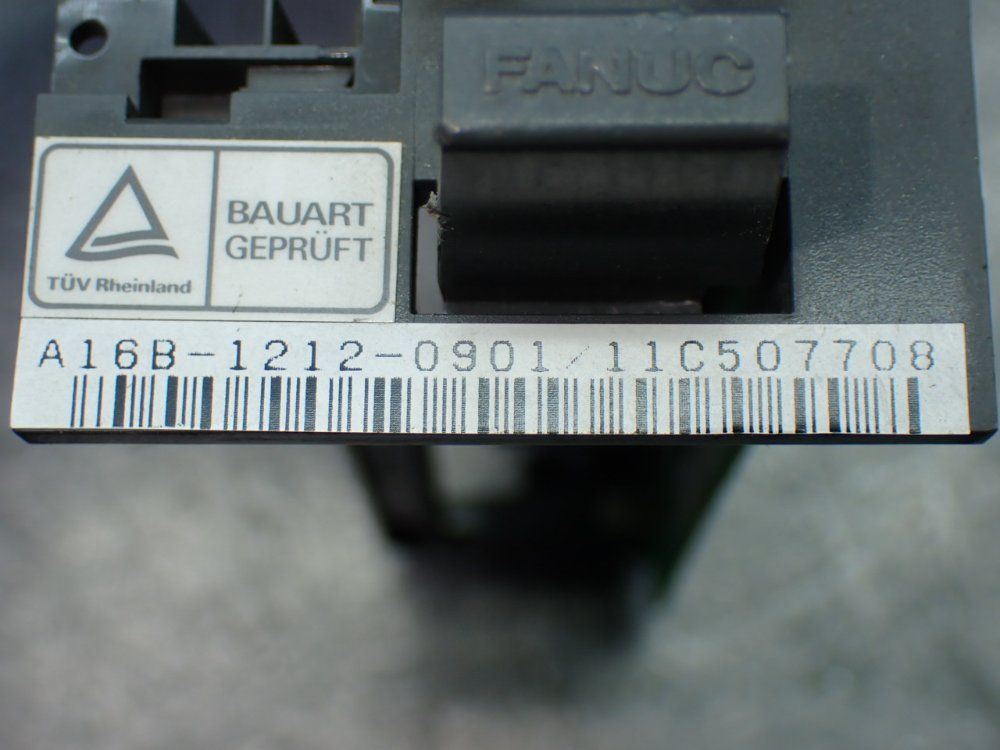 FANUC
TÜV Rheinland
BAUART
GEPRÜFT
A16B-1212-0901/11C507708